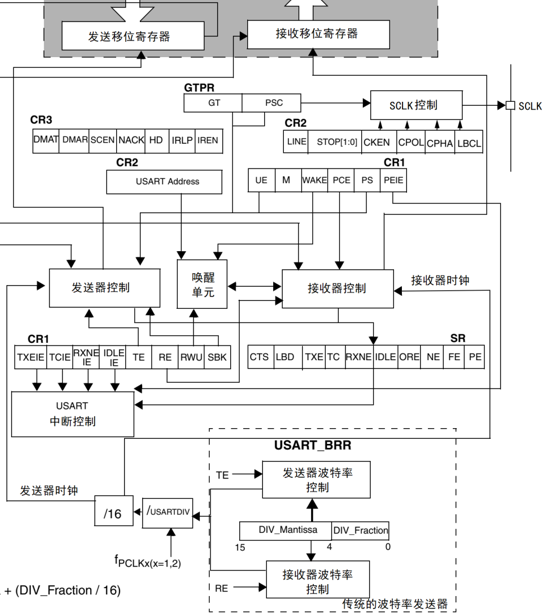 发送移位寄存器
接收移位寄存器
GTPR
GT PSC
SCLK控制
SCLK
CR3
DMAT DMAR SCEN NACK HD IRLP IREN
CR2
LINE STOP[1:0] CKEN CPOL CPHA LBCL
CR2
USART Address
CR1
UE M WAKE PCE PS PEIE
发送器控制
唤醒
单元
接收器控制
接收器时钟
CR1
TXEIE TCIE RXNE
IE IDLE
IE TE RE RWU SBK
SR
CTS LBD TXE TC RXNE IDLE ORE NE FE PE
USART
中断控制
USART_BRR
TE
发送器波特率
控制
发送器时钟
/16
/USARTDIV
DIV_Mantissa DIV_Fraction
15 4 0
fPCLKx(x=1,2)
接收器波特率
控制
RE
+ (DIV_Fraction / 16)
传统的波特率发送器